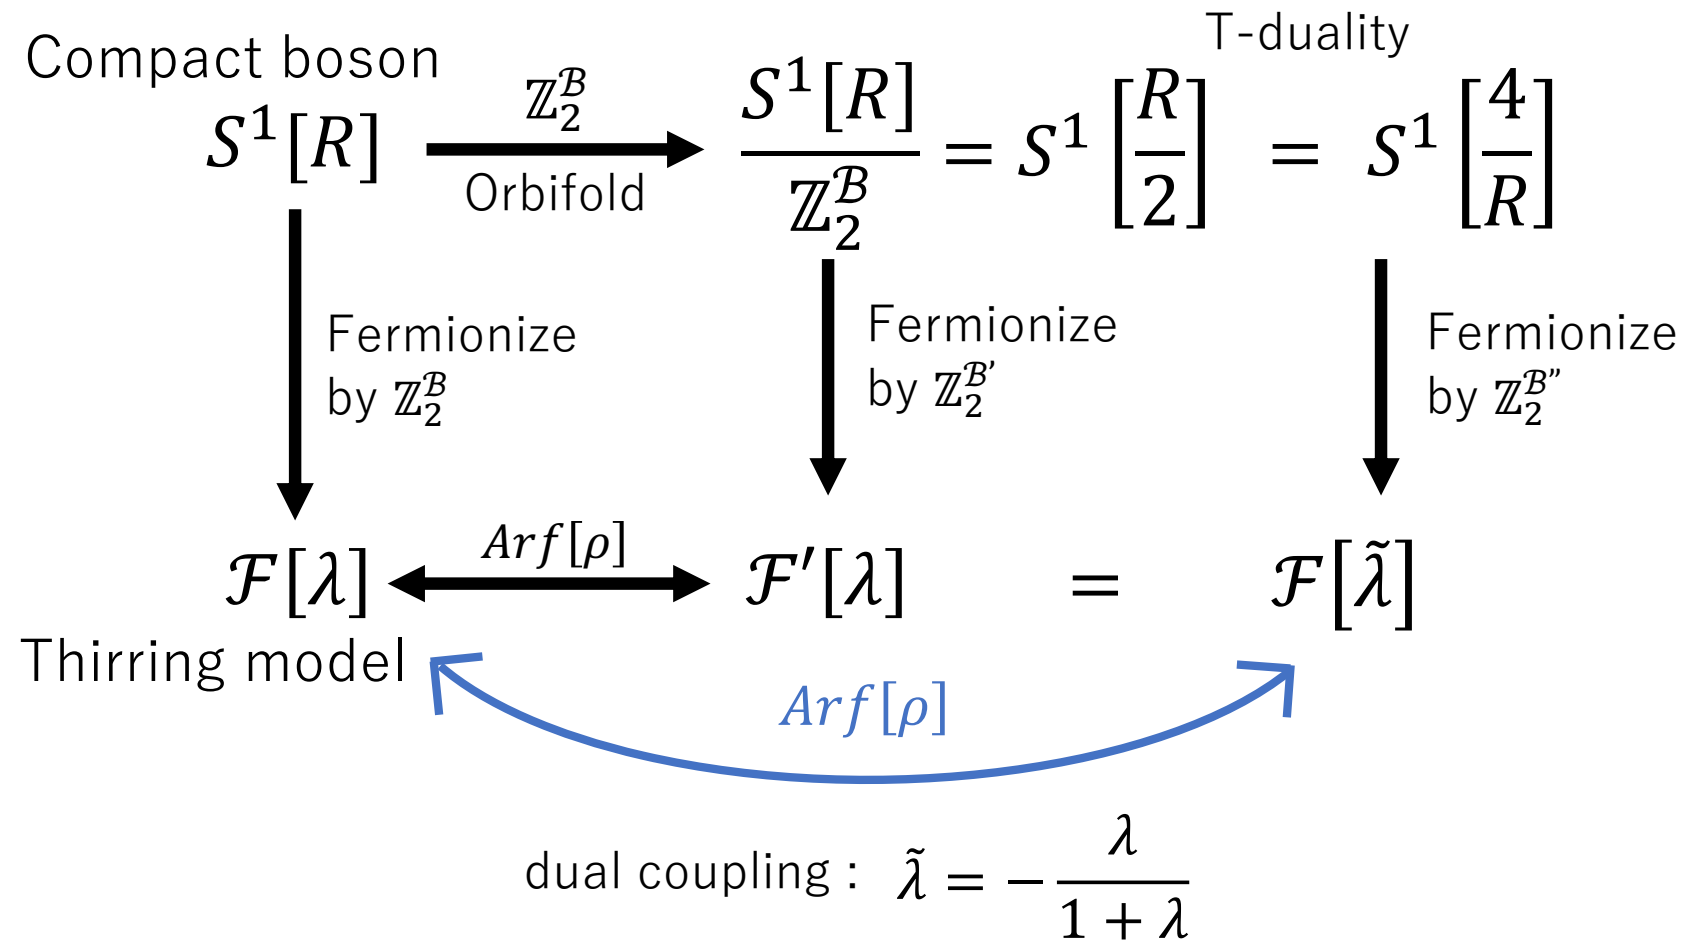 Compact boson
T-duality
S¹[R]
ℤ₂^ℬ
Orbifold
S¹[R] / ℤ₂^ℬ = S¹[R/2] = S¹[4/R]
Fermionize
by ℤ₂^ℬ
Fermionize
by ℤ₂^ℬ’
Fermionize
by ℤ₂^ℬ”
ℱ[λ]
Arf[ρ]
ℱ′[λ] = ℱ[λ̃]
Thirring model
Arf[ρ]
dual coupling : λ̃ = − λ / (1 + λ)